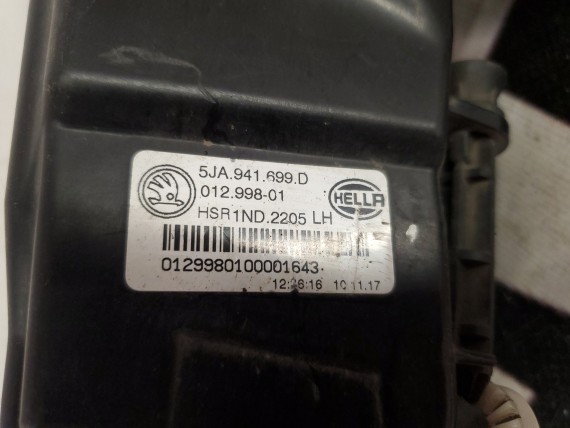 5JA.941.699.D
012.998-01
HELLA
HSR1ND.2205 LH
0129980100001643
12:26:16 10.11.17